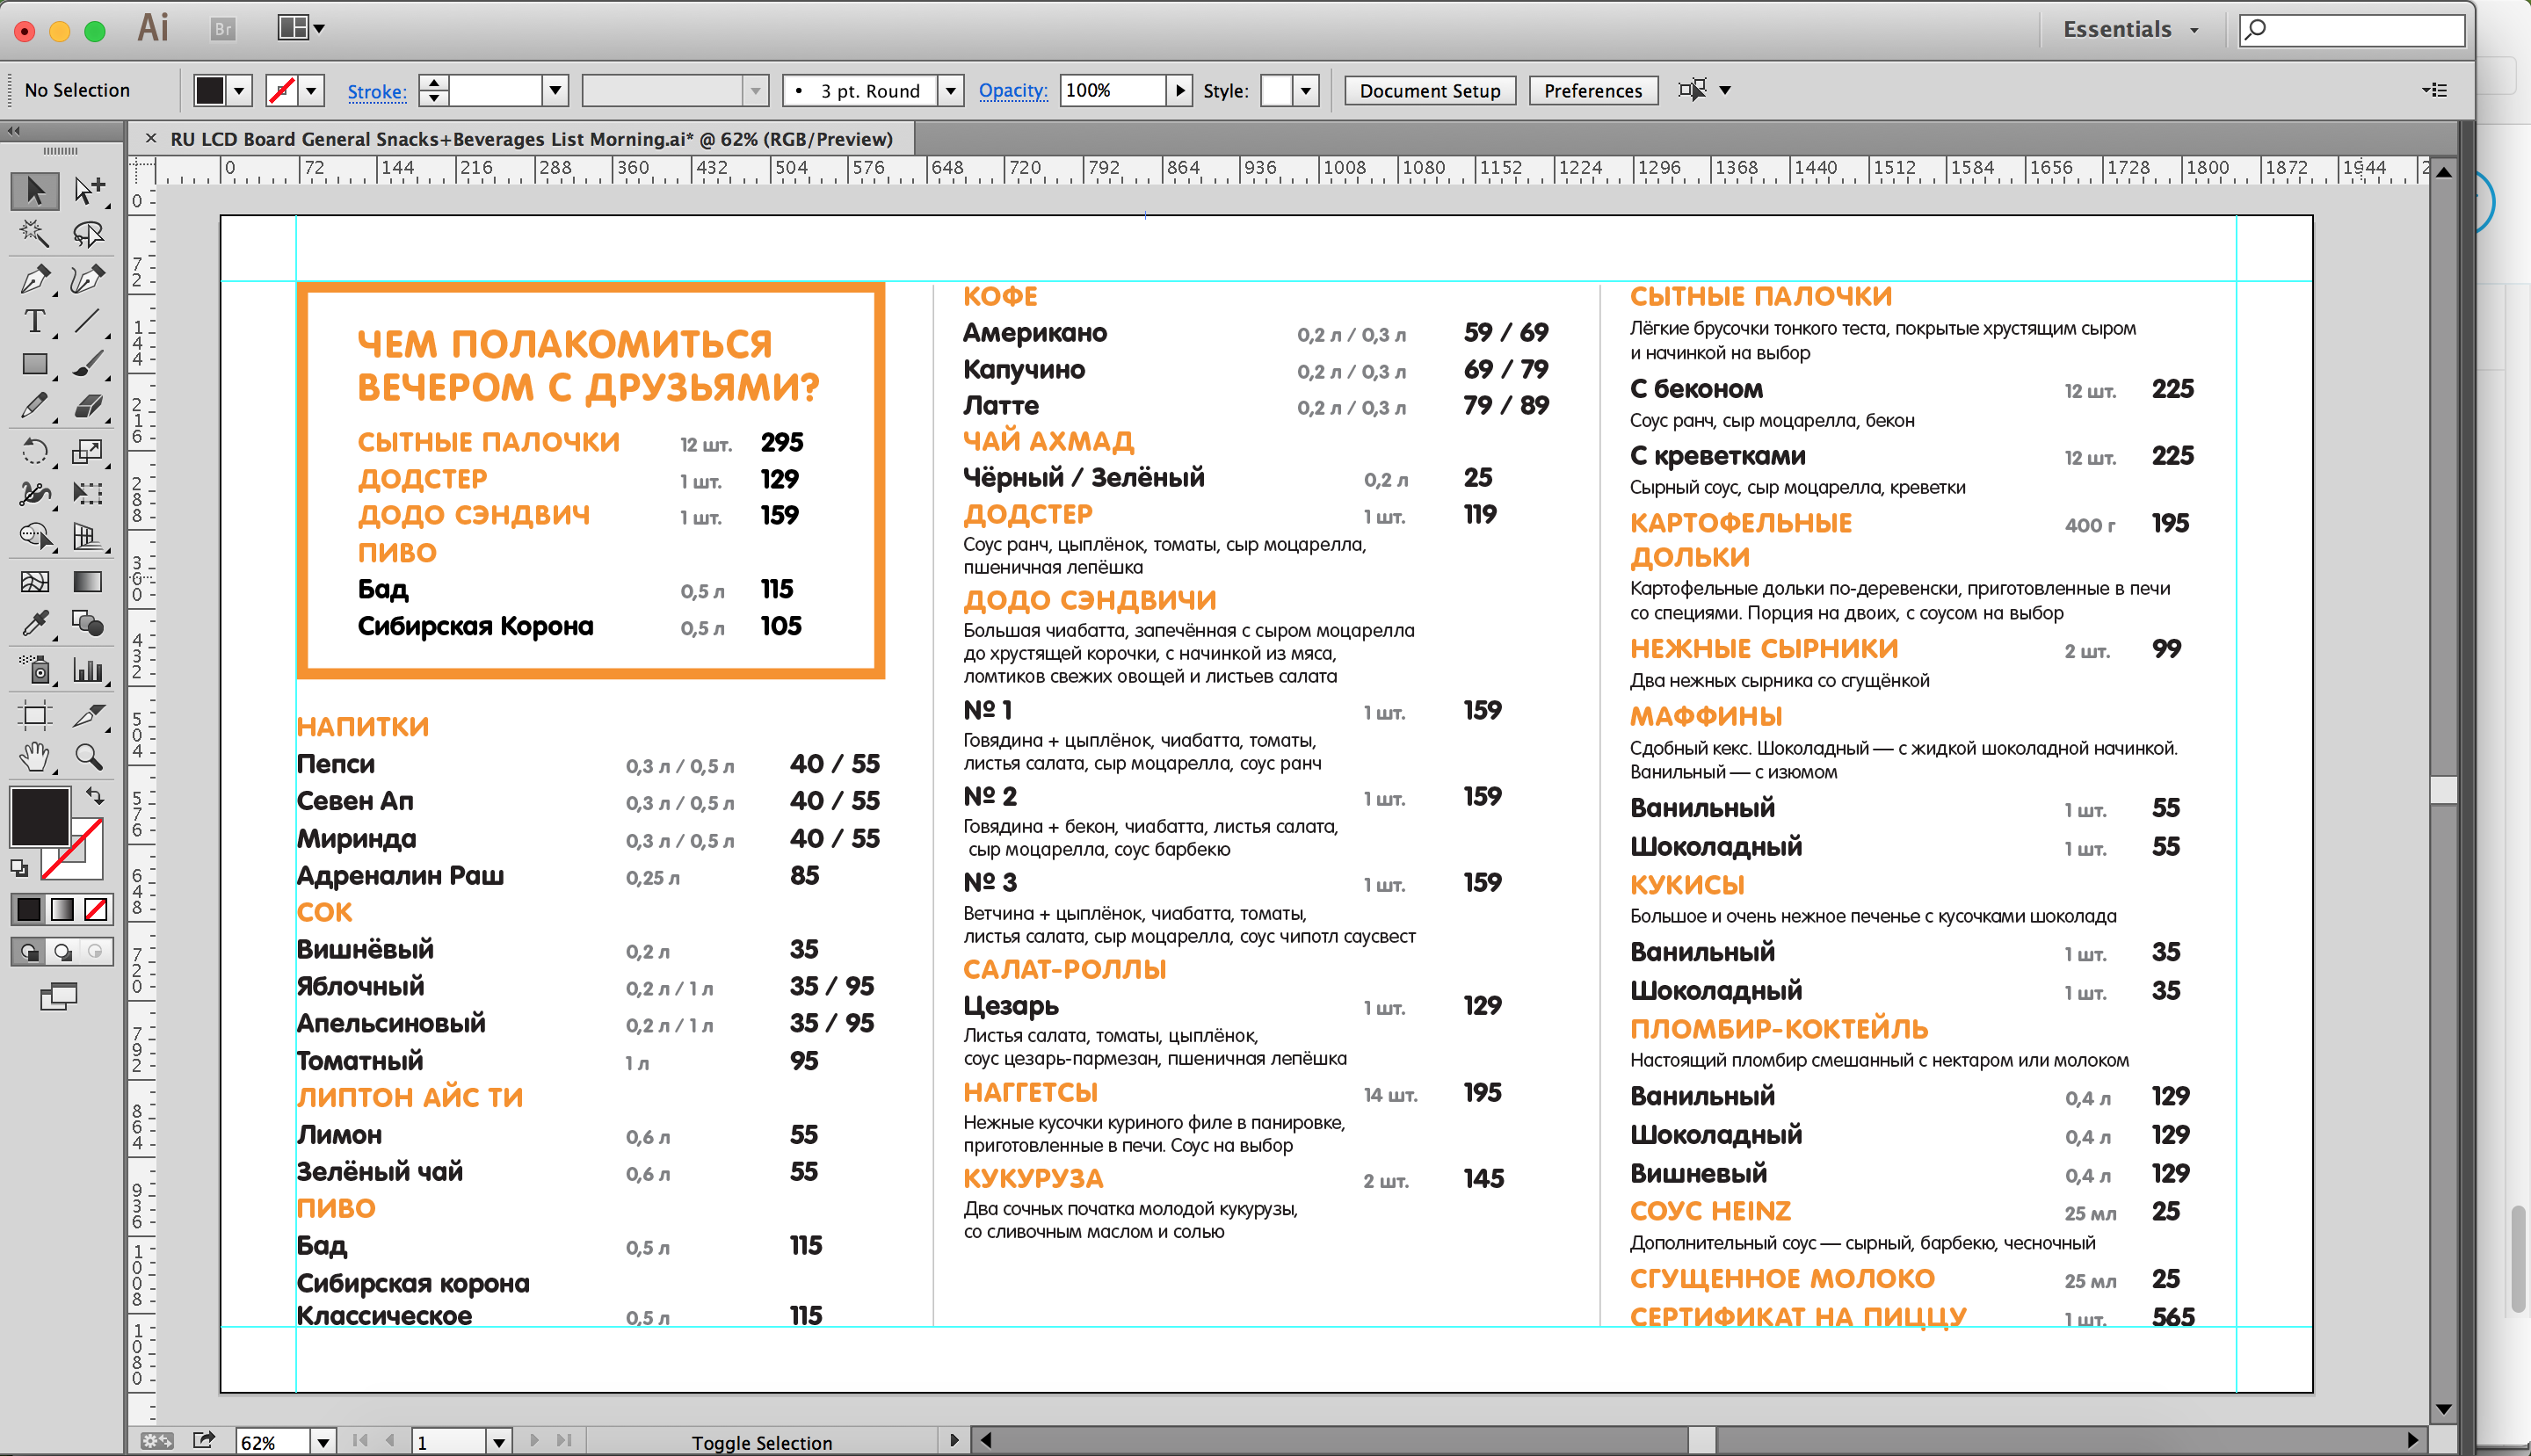 Ai
Br
Essentials
No Selection
Stroke:
3 pt. Round
Opacity:
100%
Style:
Document Setup
Preferences
RU LCD Board General Snacks+Beverages List Morning.ai* @ 62% (RGB/Preview)
0 72 144 216 288 360 432 504 576 648 720 792 864 936 1008 1080 1152 1224 1296 1368 1440 1512 1584 1656 1728 1800 1872 1944
0
72
144
216
288
360
432
504
576
648
720
792
864
936
1008
1080
ЧЕМ ПОЛАКОМИТЬСЯ
ВЕЧЕРОМ С ДРУЗЬЯМИ?
СЫТНЫЕ ПАЛОЧКИ 12 шт. 295
ДОДСТЕР 1 шт. 129
ДОДО СЭНДВИЧ 1 шт. 159
ПИВО
Бад 0,5 л 115
Сибирская Корона 0,5 л 105
НАПИТКИ
Пепси 0,3 л / 0,5 л 40 / 55
Севен Ап 0,3 л / 0,5 л 40 / 55
Миринда 0,3 л / 0,5 л 40 / 55
Адреналин Раш 0,25 л 85
СОК
Вишнёвый 0,2 л 35
Яблочный 0,2 л / 1 л 35 / 95
Апельсиновый 0,2 л / 1 л 35 / 95
Томатный 1 л 95
ЛИПТОН АЙС ТИ
Лимон 0,6 л 55
Зелёный чай 0,6 л 55
ПИВО
Бад 0,5 л 115
Сибирская корона
Классическое 0,5 л 115
КОФЕ
Американо 0,2 л / 0,3 л 59 / 69
Капучино 0,2 л / 0,3 л 69 / 79
Латте 0,2 л / 0,3 л 79 / 89
ЧАЙ АХМАД
Чёрный / Зелёный 0,2 л 25
ДОДСТЕР 1 шт. 119
Соус ранч, цыплёнок, томаты, сыр моцарелла,
пшеничная лепёшка
ДОДО СЭНДВИЧИ
Большая чиабатта, запечённая с сыром моцарелла
до хрустящей корочки, с начинкой из мяса,
ломтиков свежих овощей и листьев салата
№ 1 1 шт. 159
Говядина + цыплёнок, чиабатта, томаты,
листья салата, сыр моцарелла, соус ранч
№ 2 1 шт. 159
Говядина + бекон, чиабатта, листья салата,
сыр моцарелла, соус барбекю
№ 3 1 шт. 159
Ветчина + цыплёнок, чиабатта, томаты,
листья салата, сыр моцарелла, соус чипотл саусвест
САЛАТ-РОЛЛЫ
Цезарь 1 шт. 129
Листья салата, томаты, цыплёнок,
соус цезарь-пармезан, пшеничная лепёшка
НАГГЕТСЫ 14 шт. 195
Нежные кусочки куриного филе в панировке,
приготовленные в печи. Соус на выбор
КУКУРУЗА 2 шт. 145
Два сочных початка молодой кукурузы,
со сливочным маслом и солью
СЫТНЫЕ ПАЛОЧКИ
Лёгкие брусочки тонкого теста, покрытые хрустящим сыром
и начинкой на выбор
С беконом 12 шт. 225
Соус ранч, сыр моцарелла, бекон
С креветками 12 шт. 225
Сырный соус, сыр моцарелла, креветки
КАРТОФЕЛЬНЫЕ 400 г 195
ДОЛЬКИ
Картофельные дольки по-деревенски, приготовленные в печи
со специями. Порция на двоих, с соусом на выбор
НЕЖНЫЕ СЫРНИКИ 2 шт. 99
Два нежных сырника со сгущёнкой
МАФФИНЫ
Сдобный кекс. Шоколадный — с жидкой шоколадной начинкой.
Ванильный — с изюмом
Ванильный 1 шт. 55
Шоколадный 1 шт. 55
КУКИСЫ
Большое и очень нежное печенье с кусочками шоколада
Ванильный 1 шт. 35
Шоколадный 1 шт. 35
ПЛОМБИР-КОКТЕЙЛЬ
Настоящий пломбир смешанный с нектаром или молоком
Ванильный 0,4 л 129
Шоколадный 0,4 л 129
Вишневый 0,4 л 129
СОУС HEINZ 25 мл 25
Дополнительный соус — сырный, барбекю, чесночный
СГУЩЕННОЕ МОЛОКО 25 мл 25
СЕРТИФИКАТ НА ПИЦЦУ 1 шт. 565
62%
1
Toggle Selection